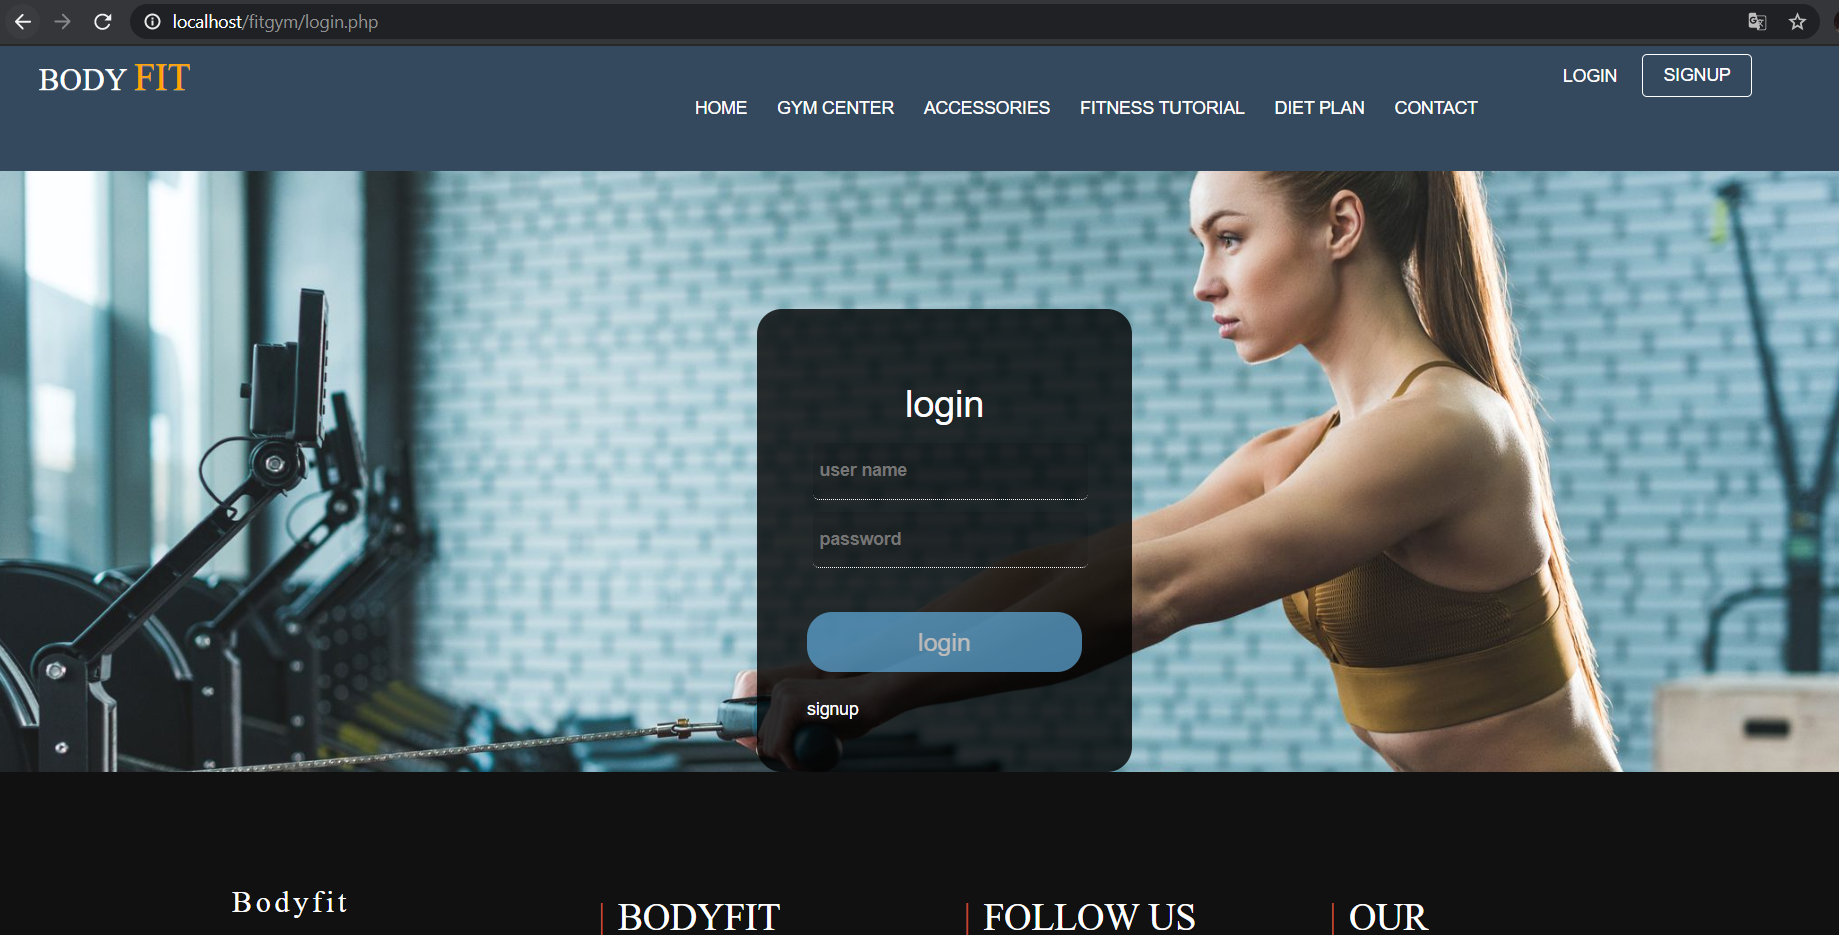 localhost/fitgym/login.php
BODY FIT
LOGIN SIGNUP
HOME GYM CENTER ACCESSORIES FITNESS TUTORIAL DIET PLAN CONTACT
login
user name
password
login
signup
Bodyfit
BODYFIT
FOLLOW US
OUR